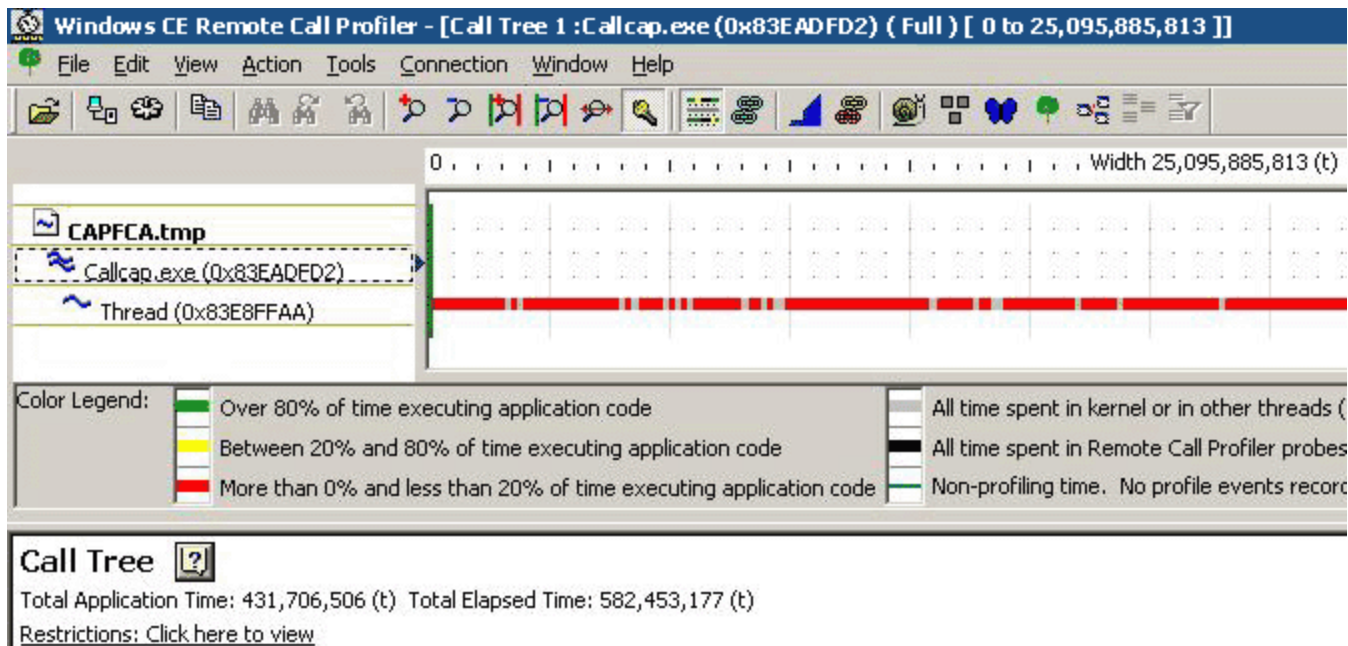 Windows CE Remote Call Profiler - [Call Tree 1 :Callcap.exe (0x83EADFD2) ( Full ) [ 0 to 25,095,885,813 ]]
File Edit View Action Tools Connection Window Help
0 Width 25,095,885,813 (t)
CAPFCA.tmp
Callcap.exe (0x83EADFD2)
Thread (0x83E8FFAA)
Color Legend: Over 80% of time executing application code All time spent in kernel or in other threads (
Between 20% and 80% of time executing application code All time spent in Remote Call Profiler probes
More than 0% and less than 20% of time executing application code Non-profiling time. No profile events recor
Call Tree
Total Application Time: 431,706,506 (t) Total Elapsed Time: 582,453,177 (t)
Restrictions: Click here to view